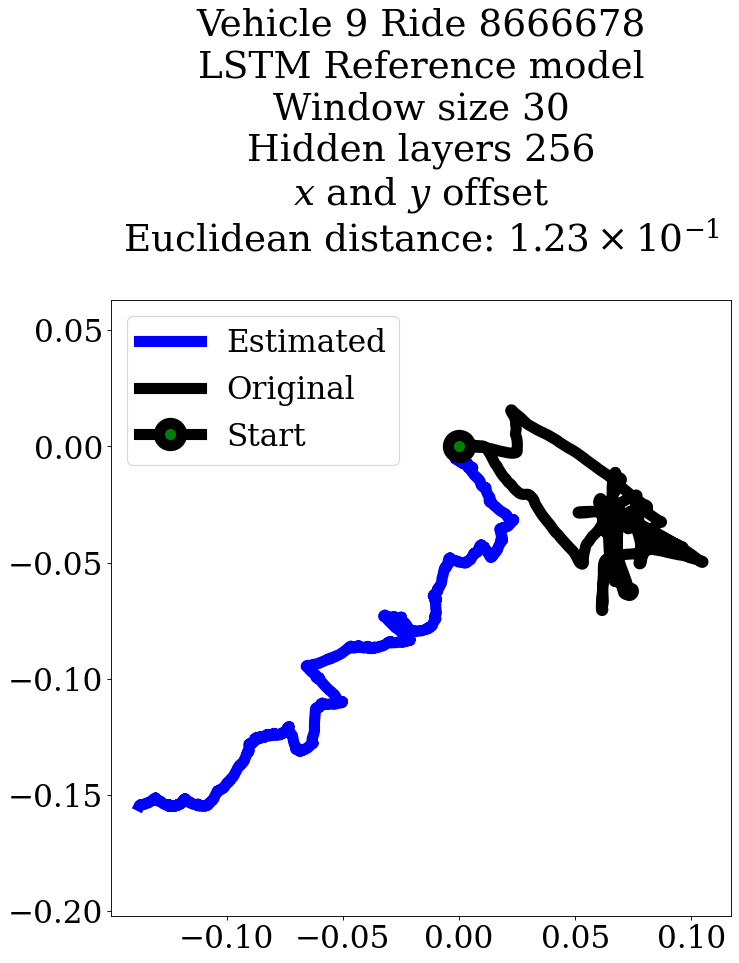 Vehicle 9 Ride 8666678
LSTM Reference model
Window size 30
Hidden layers 256
x and y offset
Euclidean distance: 1.23 × 10⁻¹
Estimated
Original
Start
0.05
0.00
−0.05
−0.10
−0.15
−0.20
−0.10 −0.05 0.00 0.05 0.10